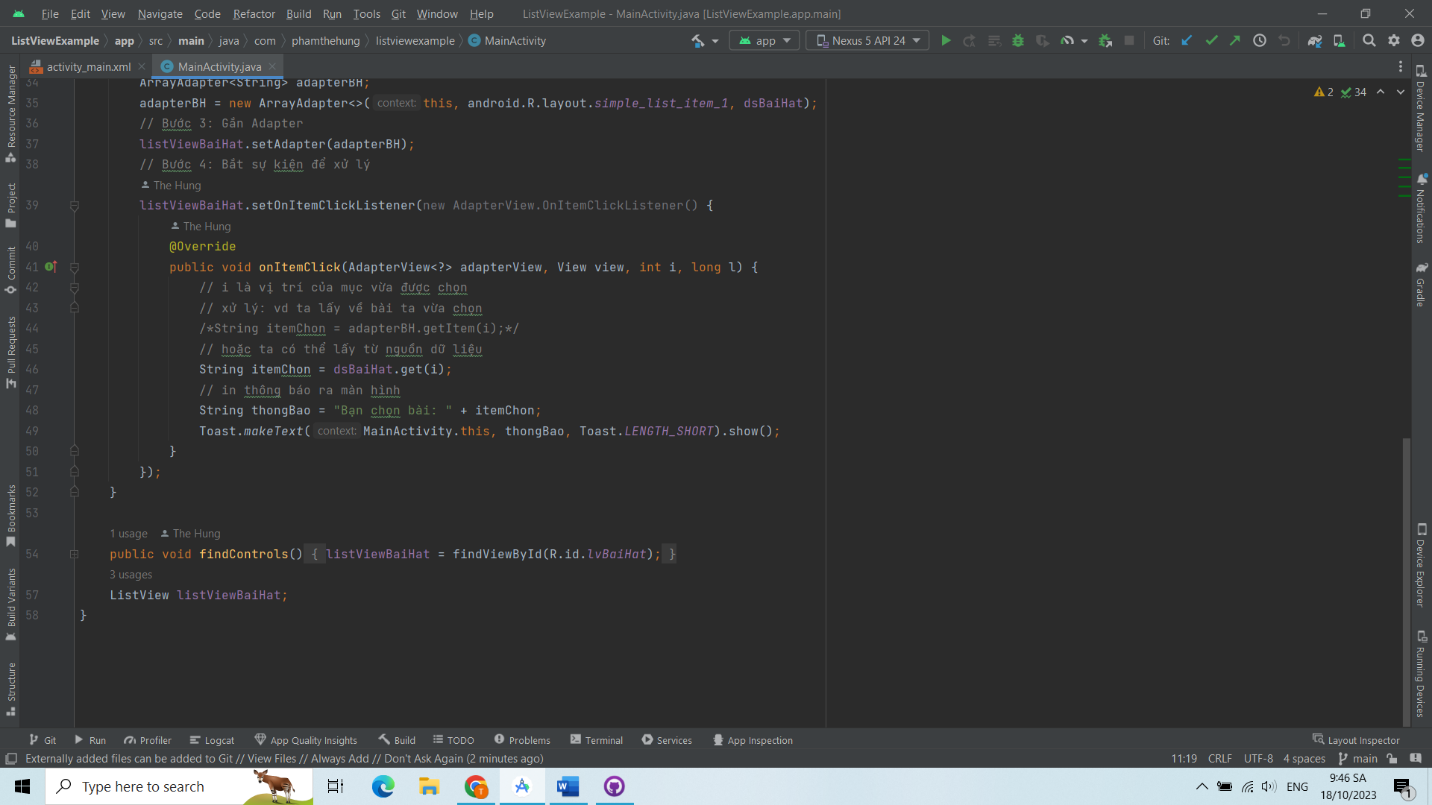 File Edit View Navigate Code Refactor Build Run Tools Git Window Help ListViewExample - MainActivity.java [ListViewExample.app.main]
ListViewExample app src main java com phamthehung listviewexample MainActivity app Nexus 5 API 24 Git:
activity_main.xml MainActivity.java
34 ArrayAdapter<String> adapterBH;
35 adapterBH = new ArrayAdapter<>( context: this, android.R.layout.simple_list_item_1, dsBaiHat);
2 34
36 // Bước 3: Gắn Adapter
37 listViewBaiHat.setAdapter(adapterBH);
38 // Bước 4: Bắt sự kiện để xử lý
The Hung
39 listViewBaiHat.setOnItemClickListener(new AdapterView.OnItemClickListener() {
The Hung
40 @Override
41 public void onItemClick(AdapterView<?> adapterView, View view, int i, long l) {
42 // i là vị trí của mục vừa được chọn
43 // xử lý: vd ta lấy về bài ta vừa chọn
44 /*String itemChon = adapterBH.getItem(i);*/
45 // hoặc ta có thể lấy từ nguồn dữ liệu
46 String itemChon = dsBaiHat.get(i);
47 // in thông báo ra màn hình
48 String thongBao = "Bạn chọn bài: " + itemChon;
49 Toast.makeText( context: MainActivity.this, thongBao, Toast.LENGTH_SHORT).show();
50 }
51 });
52 }
53
1 usage The Hung
54 public void findControls() { listViewBaiHat = findViewById(R.id.lvBaiHat); }
3 usages
57 ListView listViewBaiHat;
58 }
Resource Manager
Project
Commit
Pull Requests
Bookmarks
Build Variants
Structure
Device Manager
Notifications
Gradle
Device Explorer
Running Devices
Git Run Profiler Logcat App Quality Insights Build TODO Problems Terminal Services App Inspection Layout Inspector
Externally added files can be added to Git // View Files // Always Add // Don't Ask Again (2 minutes ago) 11:19 CRLF UTF-8 4 spaces main
Type here to search ENG 9:46 SA
18/10/2023 1